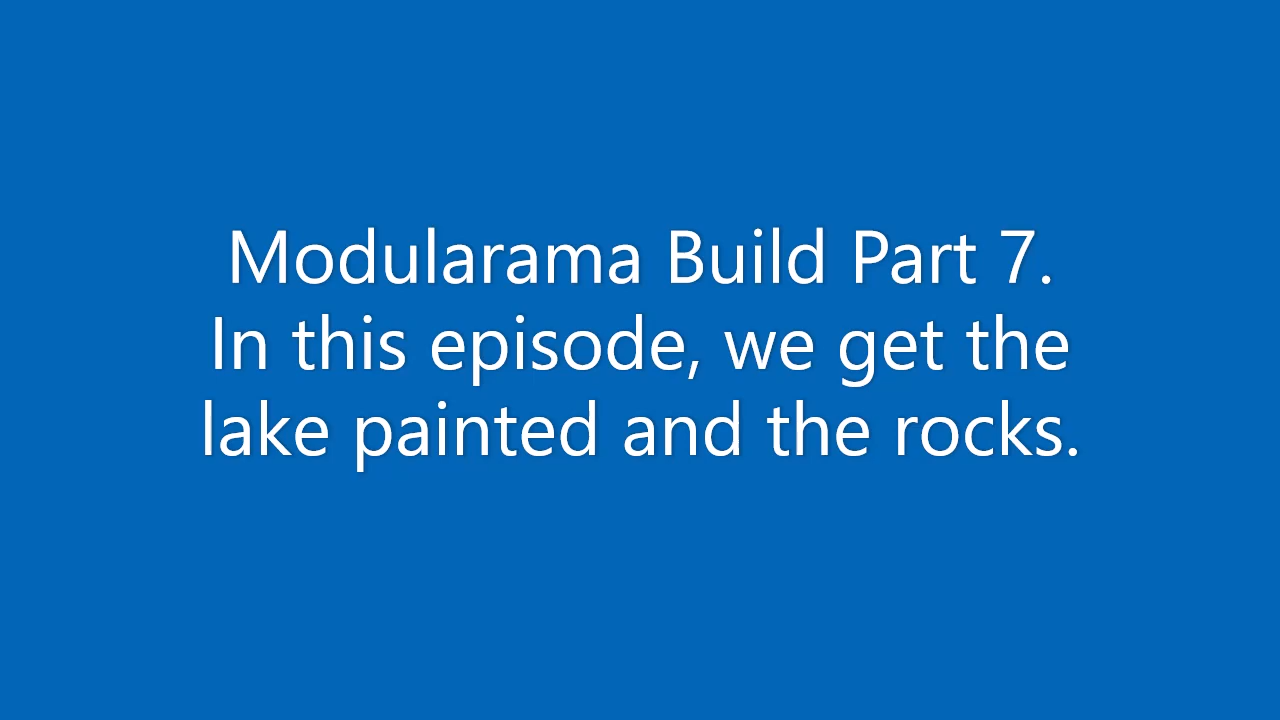 Modularama Build Part 7.
In this episode, we get the
lake painted and the rocks.